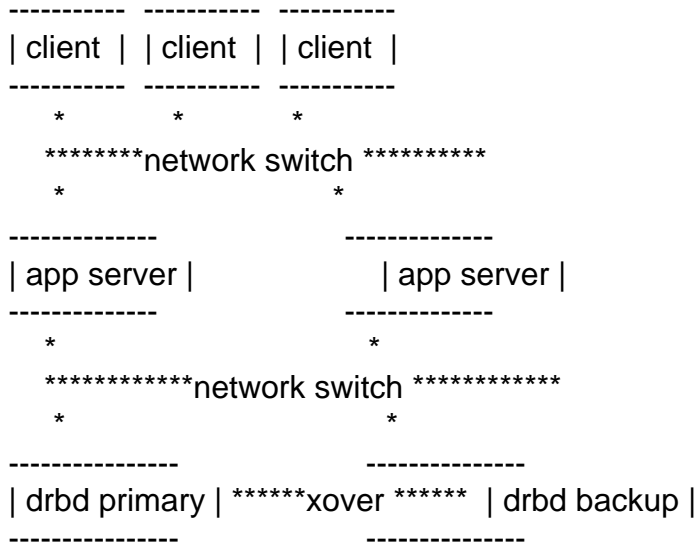 ----------- ----------- -----------
| client | | client | | client |
----------- ----------- -----------
* * *
********network switch **********
* *
-------------- --------------
| app server | | app server |
-------------- --------------
* *
************network switch ************
* *
---------------- ---------------
| drbd primary | ******xover ****** | drbd backup |
---------------- ---------------